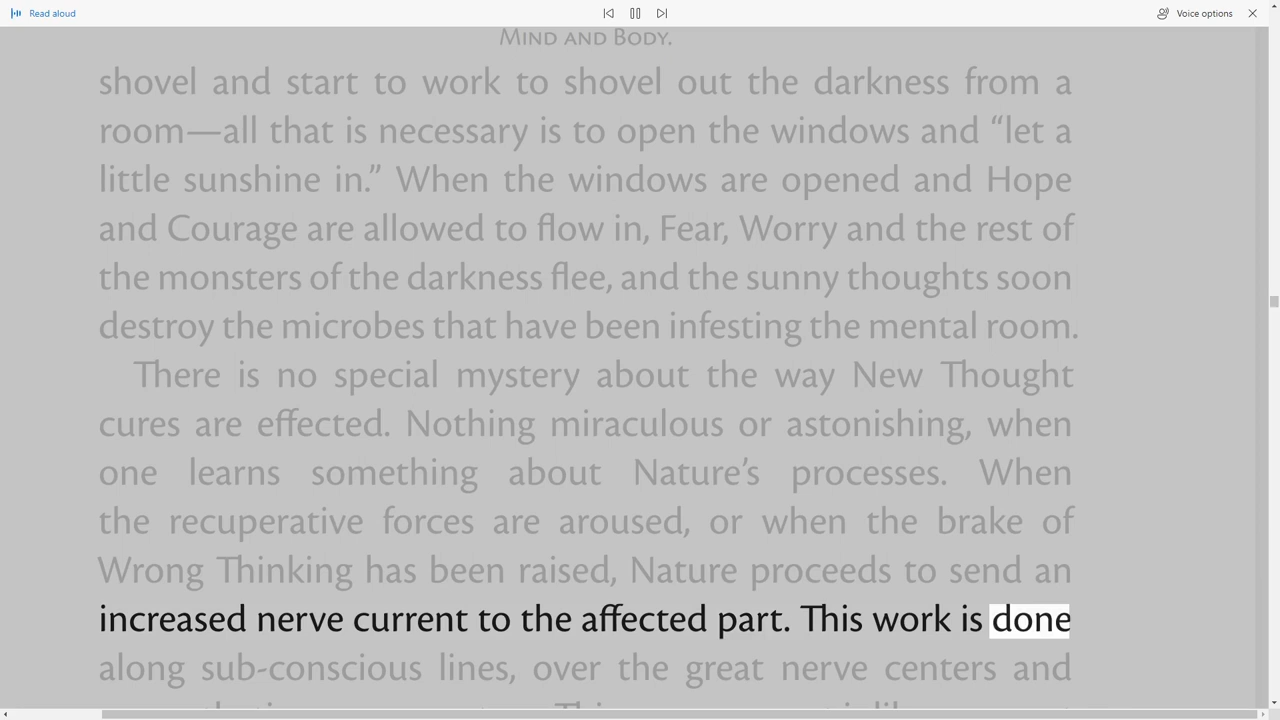 Read aloud
Voice options
MIND AND BODY.
shovel and start to work to shovel out the darkness from a
room—all that is necessary is to open the windows and “let a
little sunshine in.” When the windows are opened and Hope
and Courage are allowed to flow in, Fear, Worry and the rest of
the monsters of the darkness flee, and the sunny thoughts soon
destroy the microbes that have been infesting the mental room.
There is no special mystery about the way New Thought
cures are effected. Nothing miraculous or astonishing, when
one learns something about Nature’s processes. When
the recuperative forces are aroused, or when the brake of
Wrong Thinking has been raised, Nature proceeds to send an
increased nerve current to the affected part. This work is done
along sub-conscious lines, over the great nerve centers and